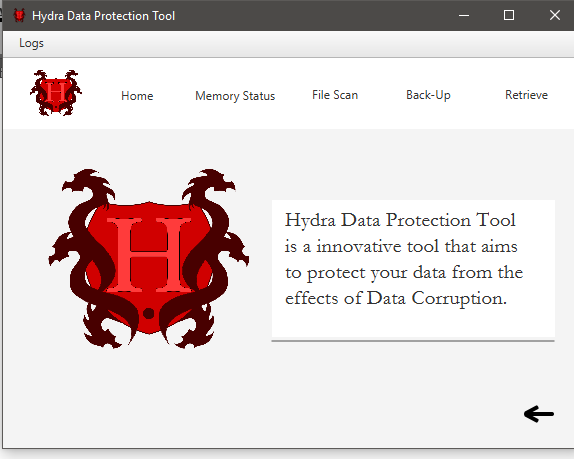 Hydra Data Protection Tool
Logs
H
Home Memory Status File Scan Back-Up Retrieve
H
Hydra Data Protection Tool
is a innovative tool that aims
to protect your data from the
effects of Data Corruption.